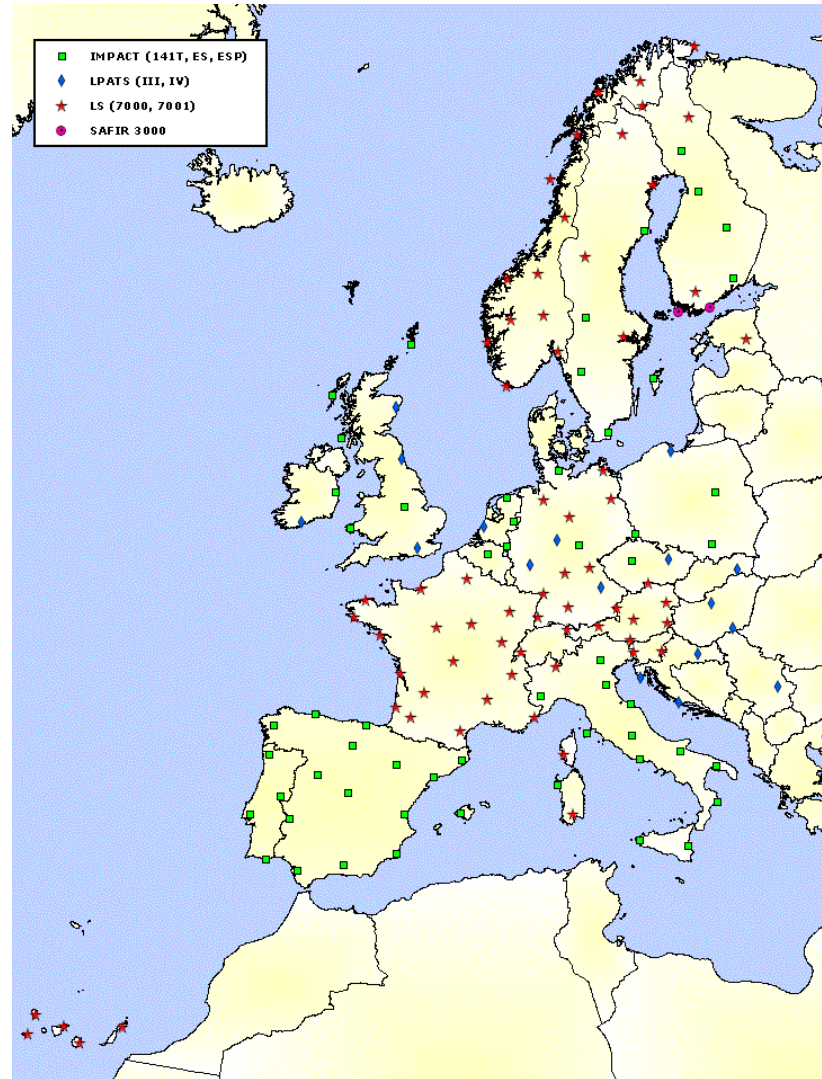 IMPACT (141T, ES, ESP)
LPATS (III, IV)
LS (7000, 7001)
SAFIR 3000